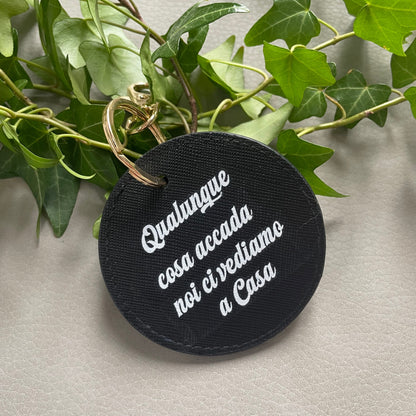 Qualunque
cosa accada
noi ci vediamo
a Casa